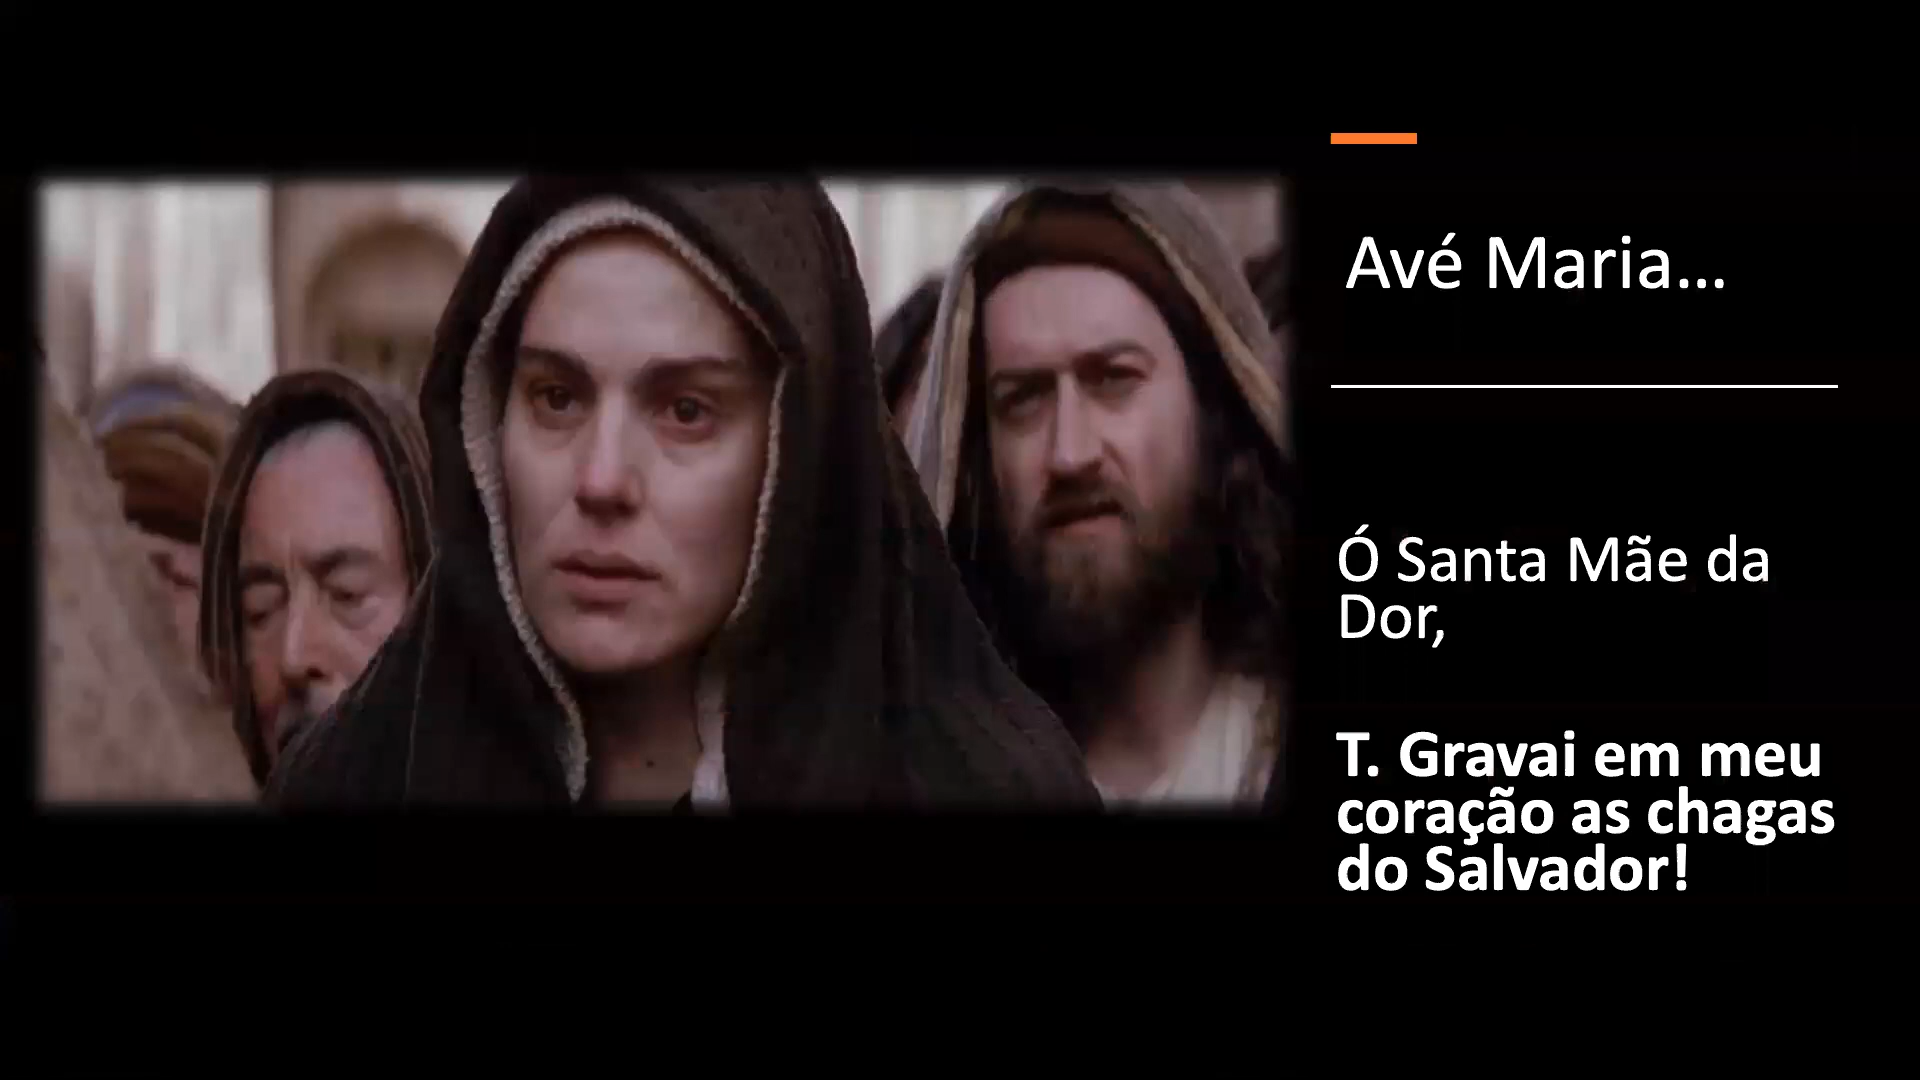 Avé Maria...
Ó Santa Mãe da
Dor,
T. Gravai em meu
coração as chagas
do Salvador!